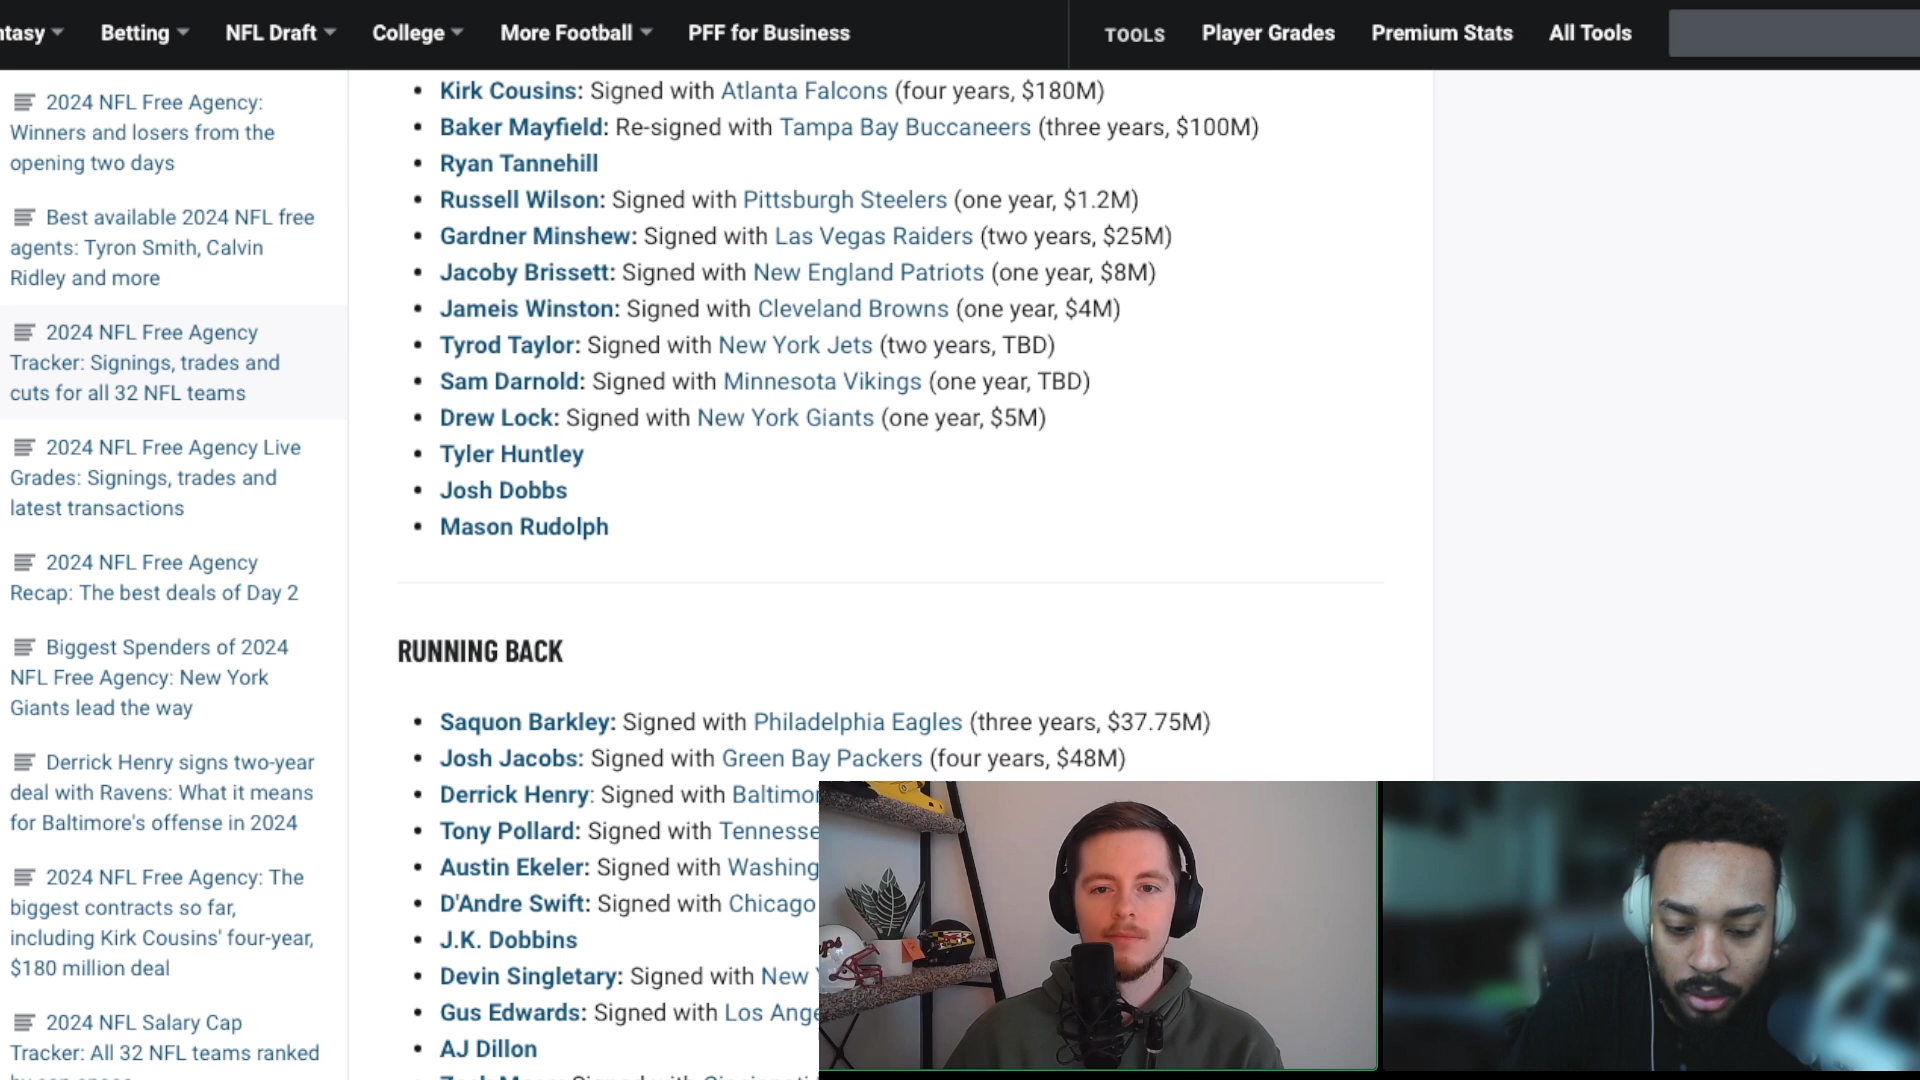 ntasy Betting NFL Draft College More Football PFF for Business TOOLS Player Grades Premium Stats All Tools
2024 NFL Free Agency:
Winners and losers from the
opening two days
Best available 2024 NFL free
agents: Tyron Smith, Calvin
Ridley and more
2024 NFL Free Agency
Tracker: Signings, trades and
cuts for all 32 NFL teams
2024 NFL Free Agency Live
Grades: Signings, trades and
latest transactions
2024 NFL Free Agency
Recap: The best deals of Day 2
Biggest Spenders of 2024
NFL Free Agency: New York
Giants lead the way
Derrick Henry signs two-year
deal with Ravens: What it means
for Baltimore's offense in 2024
2024 NFL Free Agency: The
biggest contracts so far,
including Kirk Cousins' four-year,
$180 million deal
2024 NFL Salary Cap
Tracker: All 32 NFL teams ranked
Kirk Cousins: Signed with Atlanta Falcons (four years, $180M)
Baker Mayfield: Re-signed with Tampa Bay Buccaneers (three years, $100M)
Ryan Tannehill
Russell Wilson: Signed with Pittsburgh Steelers (one year, $1.2M)
Gardner Minshew: Signed with Las Vegas Raiders (two years, $25M)
Jacoby Brissett: Signed with New England Patriots (one year, $8M)
Jameis Winston: Signed with Cleveland Browns (one year, $4M)
Tyrod Taylor: Signed with New York Jets (two years, TBD)
Sam Darnold: Signed with Minnesota Vikings (one year, TBD)
Drew Lock: Signed with New York Giants (one year, $5M)
Tyler Huntley
Josh Dobbs
Mason Rudolph
RUNNING BACK
Saquon Barkley: Signed with Philadelphia Eagles (three years, $37.75M)
Josh Jacobs: Signed with Green Bay Packers (four years, $48M)
Derrick Henry: Signed with Baltimor
Tony Pollard: Signed with Tennesse
Austin Ekeler: Signed with Washing
D'Andre Swift: Signed with Chicago
J.K. Dobbins
Devin Singletary: Signed with New
Gus Edwards: Signed with Los Ange
AJ Dillon